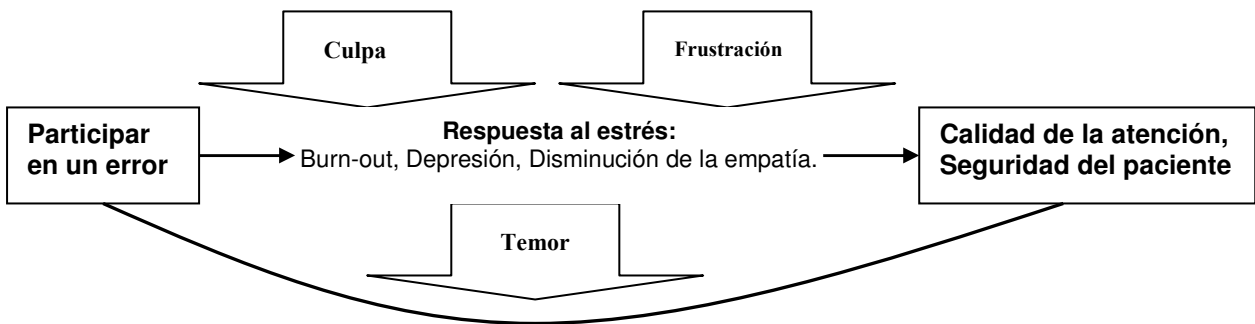 Culpa
Frustración
Participar
en un error
Respuesta al estrés:
Burn-out, Depresión, Disminución de la empatía.
Calidad de la atención,
Seguridad del paciente
Temor